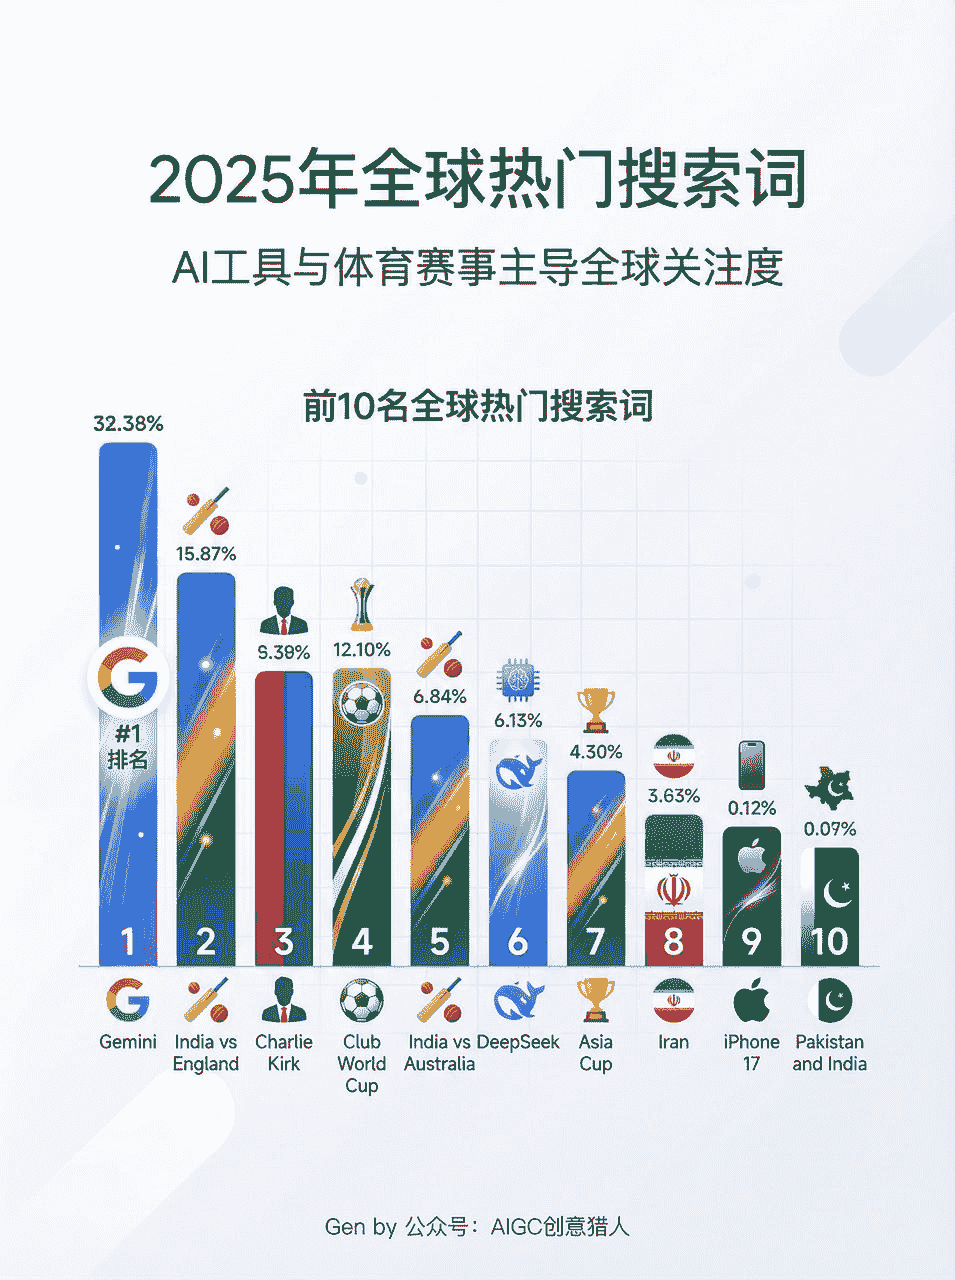 2025年全球热门搜索词
AI工具与体育赛事主导全球关注度
前10名全球热门搜索词
32.38%
15.87%
9.39%
12.10%
6.84%
6.13%
4.30%
3.63%
0.12%
0.07%
#1
排名
1
2
3
4
5
6
7
8
9
10
Gemini
India vs
England
Charlie
Kirk
Club
World
Cup
India vs
Australia
DeepSeek
Asia
Cup
Iran
iPhone
17
Pakistan
and India
Gen by 公众号：AIGC创意猎人